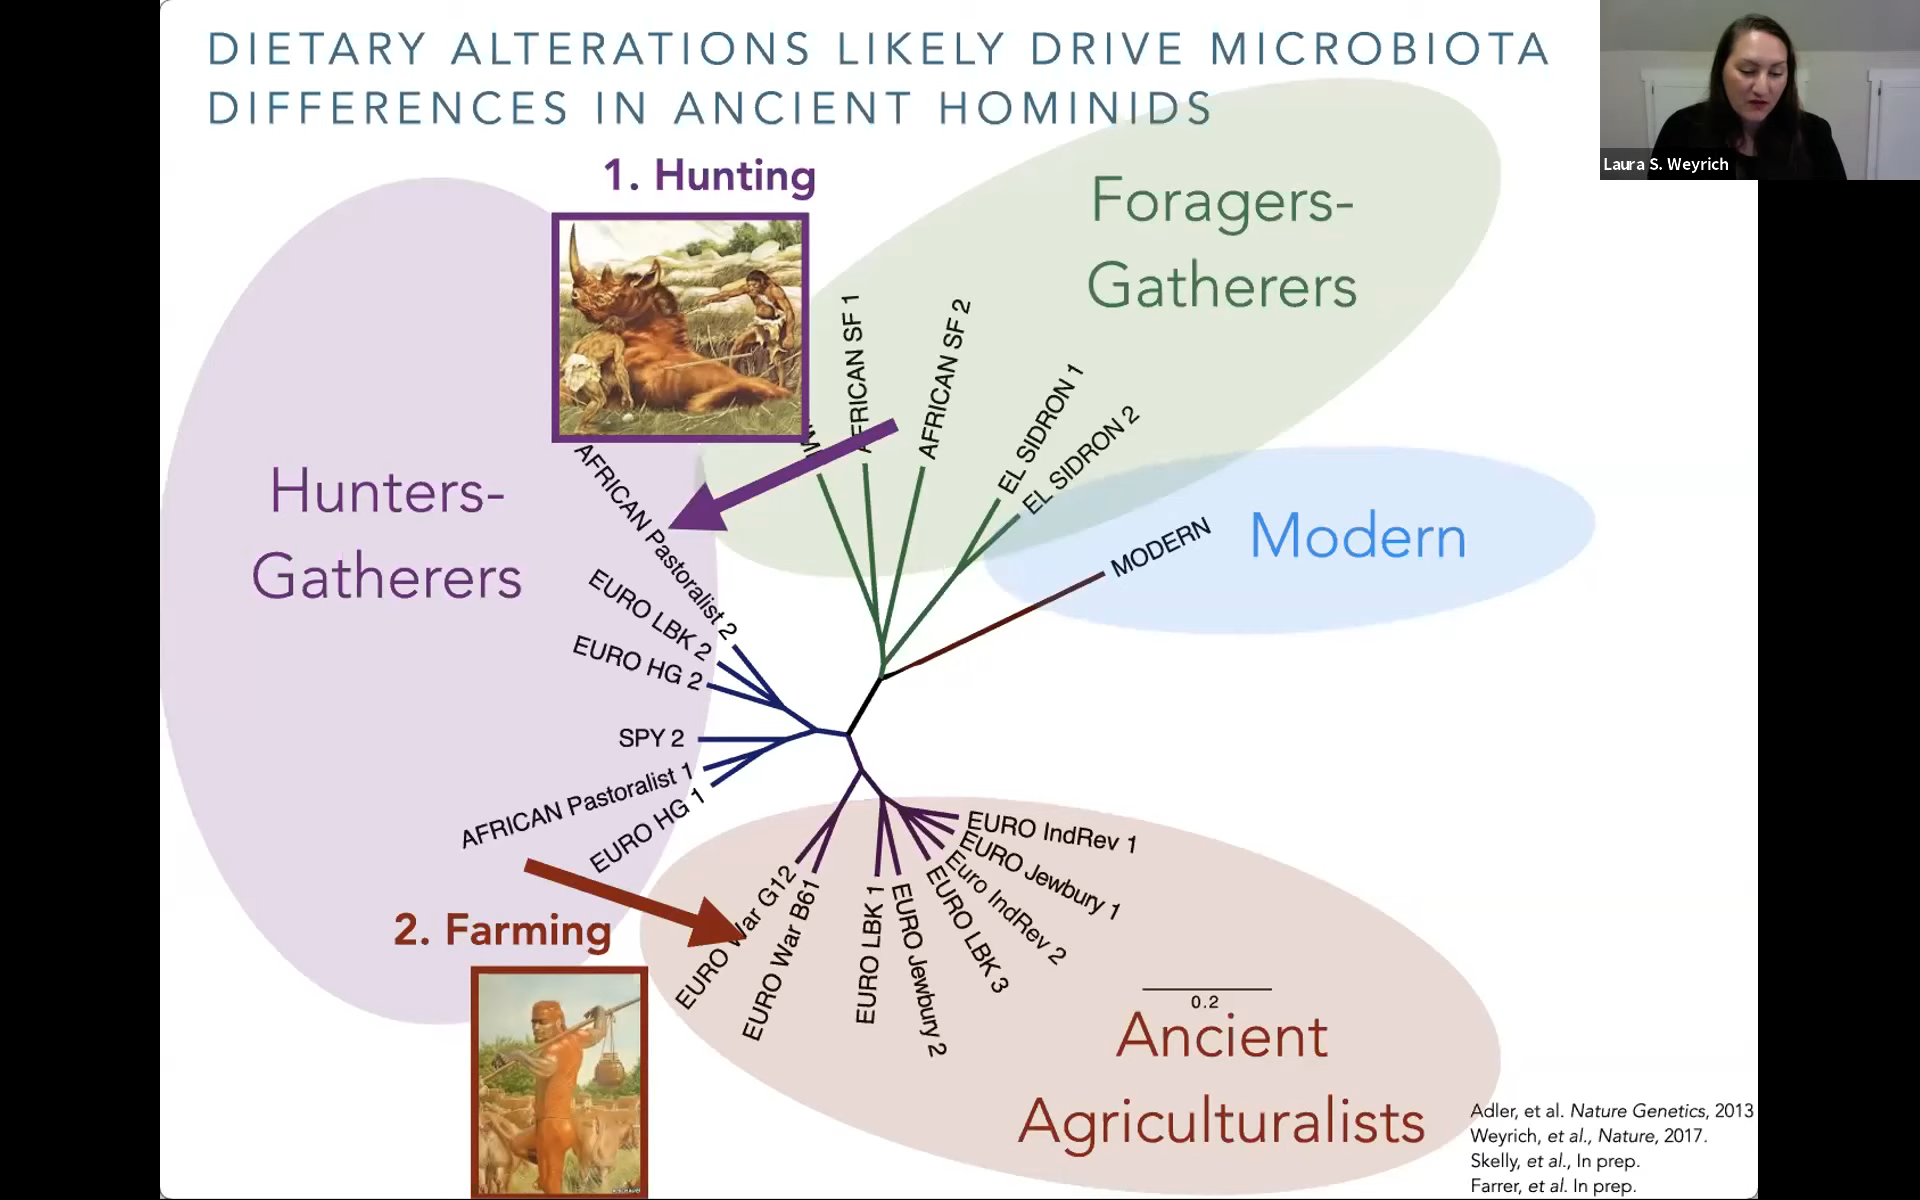 DIETARY ALTERATIONS LIKELY DRIVE MICROBIOTA
DIFFERENCES IN ANCIENT HOMINIDS
Laura S. Weyrich
1. Hunting
Foragers-
Gatherers
AFRICAN SF 2
EL SIDRON 1
EL SIDRON 2
MODERN
Modern
Hunters-
Gatherers
AFRICAN Pastoralist 2
EURO LBK 2
EURO HG 2
SPY 2
AFRICAN Pastoralist 1
EURO HG 1
2. Farming
EURO War G12
EURO War B61
EURO LBK 1
EURO Jewbury 2
EURO LBK 3
Euro IndRev 2
EURO Jewbury 1
EURO IndRev 1
0.2
Ancient
Agriculturalists
Adler, et al. Nature Genetics, 2013
Weyrich, et al., Nature, 2017.
Skelly, et al., In prep.
Farrer, et al. In prep.